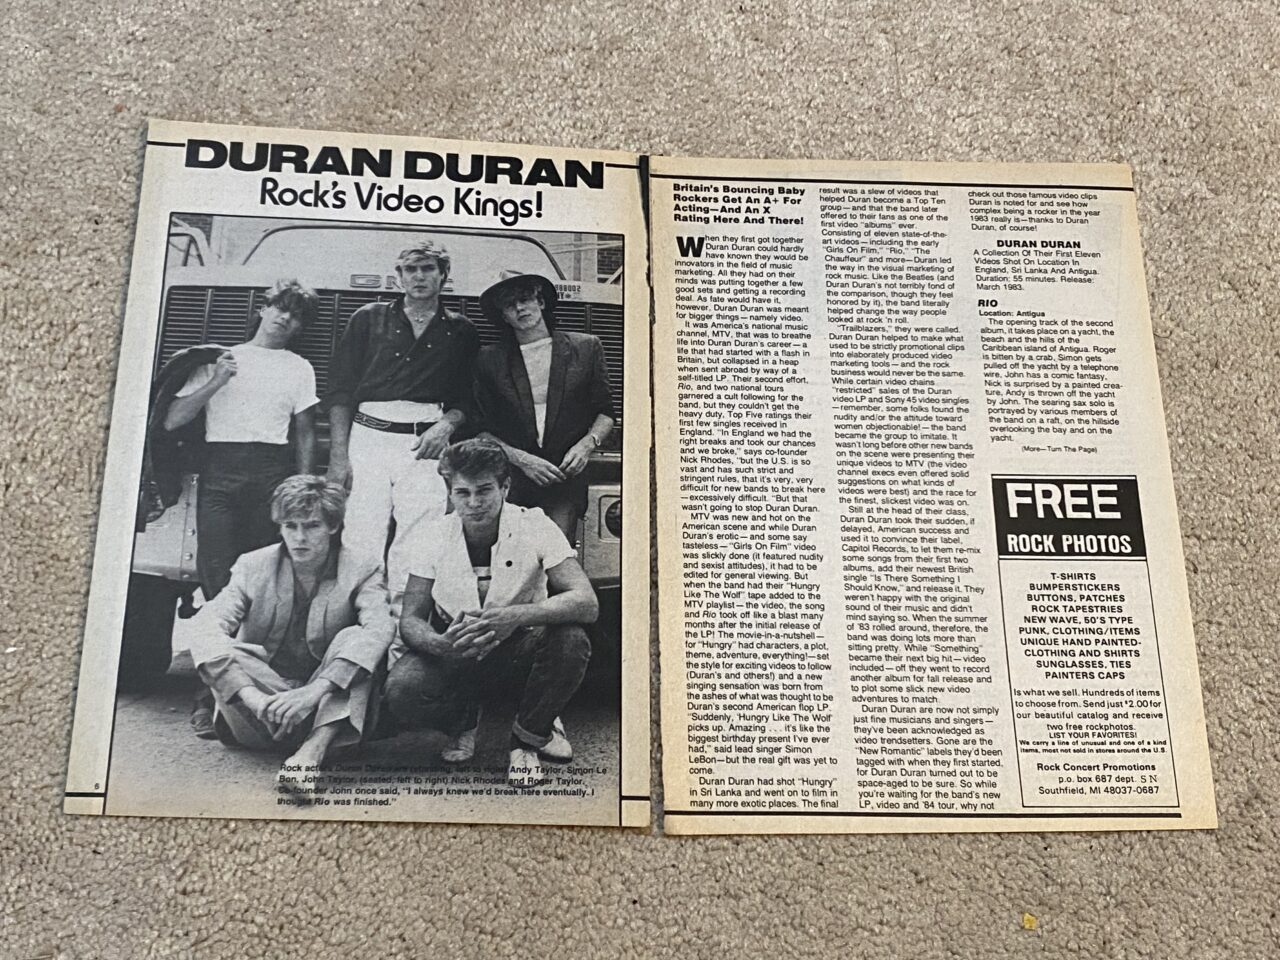 DURAN DURAN
Rock's Video Kings!
GMC
Rock actors Duran Duran are (standing, left to right) Andy Taylor, Simon Le
Bon, John Taylor, (seated, left to right) Nick Rhodes and Roger Taylor.
Co-founder John once said, "I always knew we'd break here eventually. I
thought Rio was finished."
6
Britain's Bouncing Baby
Rockers Get An A+ For
Acting—And An X
Rating Here And There!
When they first got together
Duran Duran could hardly
have known they would be
innovators in the field of music
marketing. All they had on their
minds was putting together a few
good sets and getting a recording
deal. As fate would have it,
however, Duran Duran was meant
for bigger things—namely video.
It was America's national music
channel, MTV, that was to breathe
life into Duran Duran's career—a
life that had started with a flash in
Britain, but collapsed in a heap
when sent abroad by way of a
self-titled LP. Their second effort,
Rio, and two national tours
garnered a cult following for the
band, but they couldn't get the
heavy duty, Top Five ratings their
first few singles received in
England. "In England we had the
right breaks and took our chances
and we broke," says co-founder
Nick Rhodes, "but the U.S. is so
vast and has such strict and
stringent rules, that it's very, very
difficult for new bands to break here
—excessively difficult. "But that
wasn't going to stop Duran Duran.
MTV was new and hot on the
American scene and while Duran
Duran's erotic—and some say
tasteless—"Girls On Film" video
was slickly done (it featured nudity
and sexist attitudes), it had to be
edited for general viewing. But
when the band had their "Hungry
Like The Wolf" tape added to the
MTV playlist—the video, the song
and Rio took off like a blast many
months after the initial release of
the LP! The movie-in-a-nutshell—
for "Hungry" had characters, a plot,
theme, adventure, everything!—set
the style for exciting videos to follow
(Duran's and others!) and a new
singing sensation was born from
the ashes of what was thought to be
Duran's second American flop LP.
"Suddenly, 'Hungry Like The Wolf'
picks up. Amazing . . . it's like the
biggest birthday present I've ever
had," said lead singer Simon
LeBon—but the real gift was yet to
come.
Duran Duran had shot "Hungry"
in Sri Lanka and went on to film in
many more exotic places. The final
result was a slew of videos that
helped Duran become a Top Ten
group—and that the band later
offered to their fans as one of the
first video "albums" ever.
Consisting of eleven state-of-the-
art videos—including the early
"Girls On Film," "Rio," "The
Chauffeur" and more—Duran led
the way in the visual marketing of
rock music. Like the Beatles (and
Duran Duran's not terribly fond of
the comparison, though they feel
honored by it), the band literally
helped change the way people
looked at rock 'n roll.
"Trailblazers," they were called.
Duran Duran helped to make what
used to be strictly promotional clips
into elaborately produced video
marketing tools—and the rock
business would never be the same.
While certain video chains
"restricted" sales of the Duran
video LP and Sony 45 video singles
—remember, some folks found the
nudity and/or the attitude toward
women objectionable!—the band
became the group to imitate. It
wasn't long before other new bands
on the scene were presenting their
unique videos to MTV (the video
channel execs even offered solid
suggestions on what kinds of
videos were best) and the race for
the finest, slickest video was on.
Still at the head of their class,
Duran Duran took their sudden, if
delayed, American success and
used it to convince their label,
Capitol Records, to let them re-mix
some songs from their first two
albums, add their newest British
single "Is There Something I
Should Know," and release it. They
weren't happy with the original
sound of their music and didn't
mind saying so. When the summer
of '83 rolled around, therefore, the
band was doing lots more than
sitting pretty. While "Something"
became their next big hit—video
included—off they went to record
another album for fall release and
to plot some slick new video
adventures to match.
Duran Duran are now not simply
just fine musicians and singers—
they've been acknowledged as
video trendsetters. Gone are the
"New Romantic" labels they'd been
tagged with when they first started,
for Duran Duran turned out to be
space-aged to be sure. So while
you're waiting for the band's new
LP, video and '84 tour, why not
check out those famous video clips
Duran is noted for and see how
complex being a rocker in the year
1983 really is—thanks to Duran
Duran, of course!
DURAN DURAN
A Collection Of Their First Eleven
Videos Shot On Location In
England, Sri Lanka And Antigua.
Duration: 55 minutes. Release:
March 1983.
RIO
Location: Antigua
The opening track of the second
album, it takes place on a yacht, the
beach and the hills of the
Caribbean island of Antigua. Roger
is bitten by a crab, Simon gets
pulled off the yacht by a telephone
wire, John has a comic fantasy,
Nick is surprised by a painted crea-
ture, Andy is thrown off the yacht
by John. The searing sax solo is
portrayed by various members of
the band on a raft, on the hillside
overlooking the bay and on the
yacht.
(More—Turn The Page)
FREE
ROCK PHOTOS
T-SHIRTS
BUMPERSTICKERS
BUTTONS, PATCHES
ROCK TAPESTRIES
NEW WAVE, 50'S TYPE
PUNK, CLOTHING/ITEMS
UNIQUE HAND PAINTED-
CLOTHING AND SHIRTS
SUNGLASSES, TIES
PAINTERS CAPS
Is what we sell. Hundreds of items
to choose from. Send just $2.00 for
our beautiful catalog and receive
two free rockphotos.
LIST YOUR FAVORITES!
We carry a line of unusual and one of a kind
items, most not sold in stores around the U.S.
Rock Concert Promotions
p.o. box 687 dept. S N
Southfield, MI 48037-0687